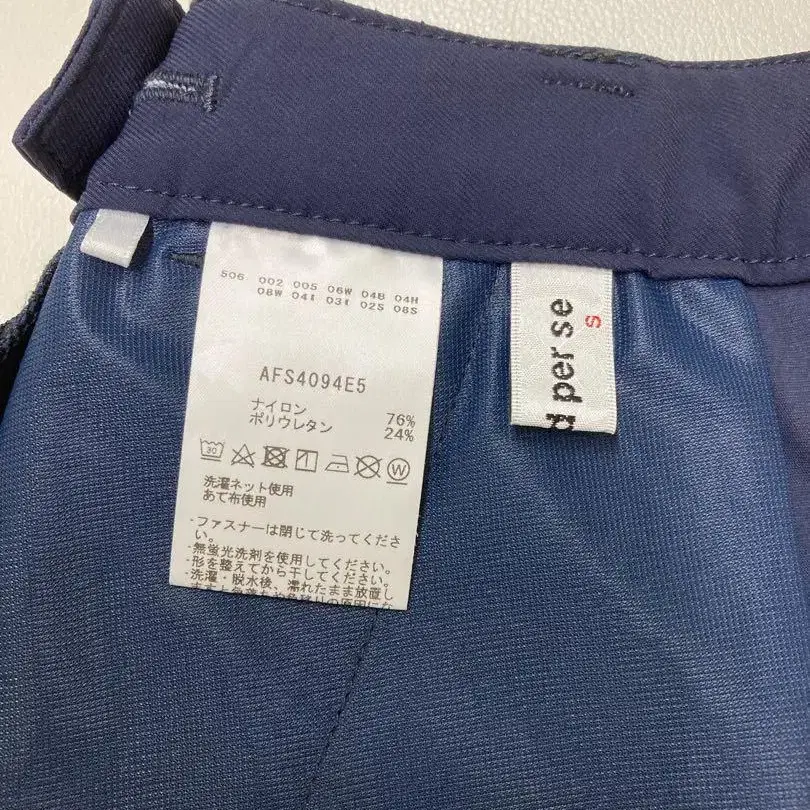 506 002 005 06W 04B 04H
08W 04I 03I 02S 08S
AFS4094E5
ナイロン 76%
ポリウレタン 24%
30
W
洗濯ネット使用
あて布使用
・ファスナーは閉じて洗ってくださ
い。
・無蛍光洗剤を使用してください。
・形を整えてから干してください。
・洗濯・脱水後、濡れたまま放置し
d per se
S